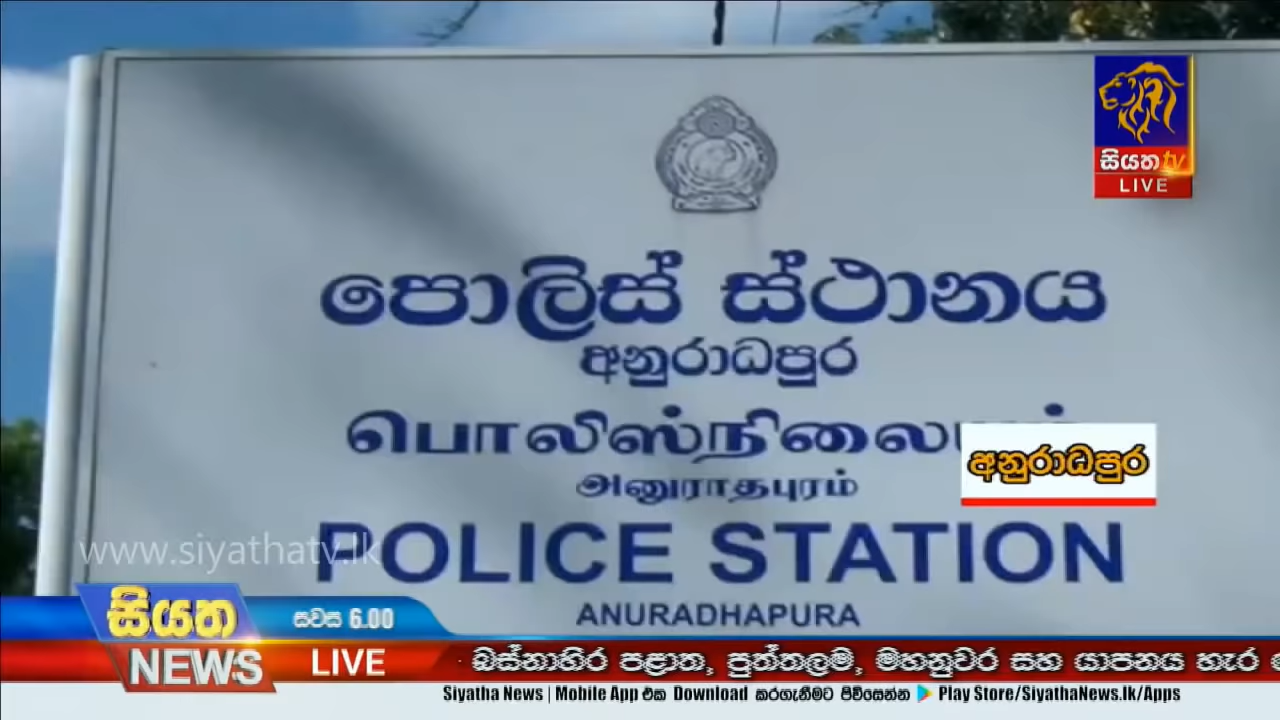 සියත tv
LIVE
පොලිස් ස්ථානය
අනුරාධපුර
பொலிஸ்நிலைய
அනුරාධපුර
அனுராதபுரம்
POLICE STATION
www.siyathatv.lk
ANURADHAPURA
සියත
NEWS
සවස 6.00
LIVE
බස්නාහිර පළාත, පුත්තලම, මහනුවර සහ යාපනය හැර
Siyatha News | Mobile App එක Download කරගැනීමට පිවිසෙන්න Play Store/SiyathaNews.lk/Apps